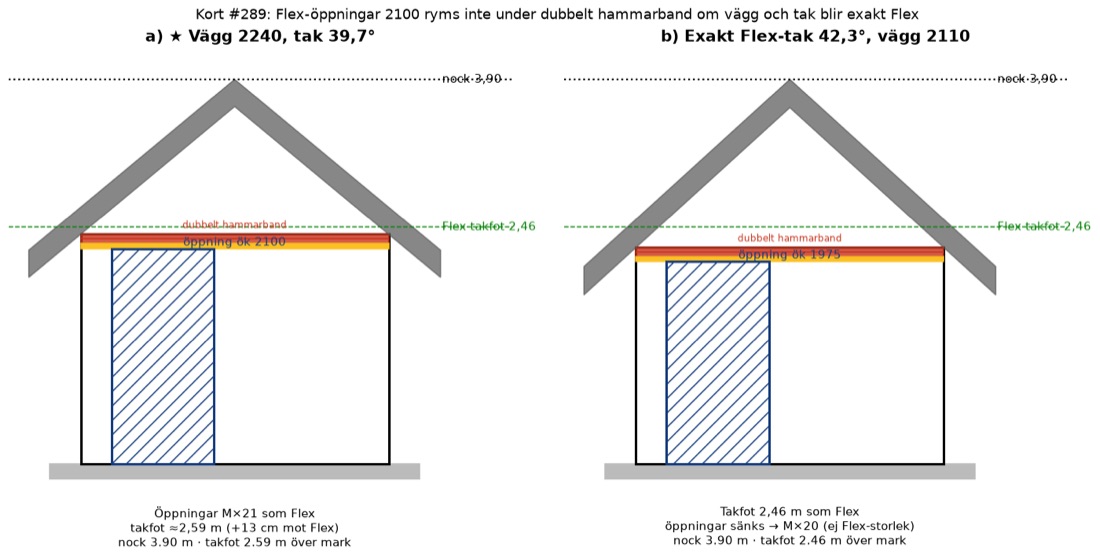 Kort #289: Flex-öppningar 2100 ryms inte under dubbelt hammarband om vägg och tak blir exakt Flex
a) ★ Vägg 2240, tak 39,7°
nock 3,90
dubbelt hammarband
Flex takfot 2,46
öppning ök 2100
Öppningar M×21 som Flex
takfot ≈2,59 m (+13 cm mot Flex)
nock 3.90 m · takfot 2.59 m över mark
b) Exakt Flex-tak 42,3°, vägg 2110
nock 3,90
Flex takfot 2,46
dubbelt hammarband
öppning ök 1975
Takfot 2,46 m som Flex
öppningar sänks → M×20 (ej Flex-storlek)
nock 3.90 m · takfot 2.46 m över mark